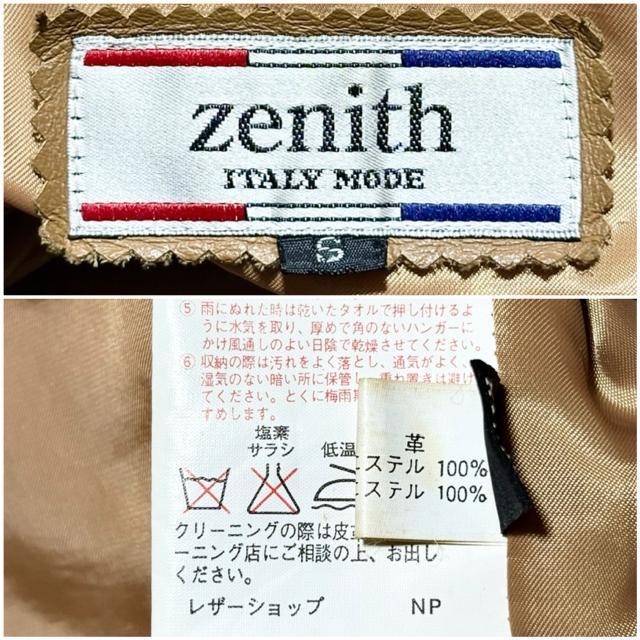 zenith
ITALY MODE
S
⑤ 雨にぬれた時は乾いたタオルで押し付けるよ
うに水気を取り、厚めで角のないハンガーに
かけ風通しのよい日陰で乾燥させてください。
⑥ 収納の際は汚れをよく落とし、通気がよく、
湿気のない暗い所に保管し、重ね置きは避け
てください。とくに梅雨
すめします。
塩素
サラシ
低温
革
ステル 100%
ステル 100%
クリーニングの際は皮
ーニング店にご相談の上、お出し
ください。
レザーショップ NP